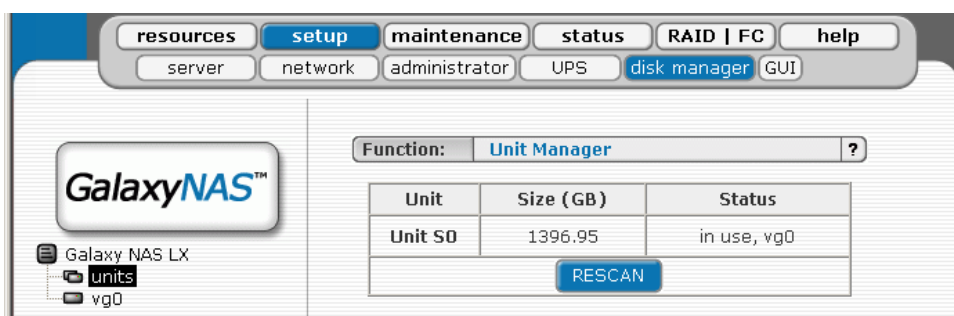 resources setup maintenance status RAID | FC help
server network administrator UPS disk manager GUI
Function: Unit Manager ?
GalaxyNAS™
Unit Size (GB) Status
Unit S0 1396.95 in use, vg0
RESCAN
Galaxy NAS LX
units
vg0